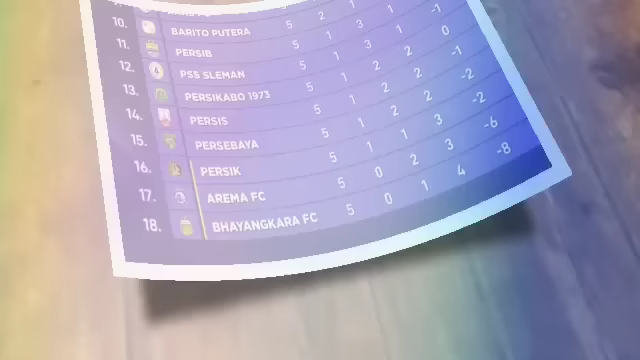 10. BARITO PUTERA 5 2 1
11. PERSIB 5 1 3 1
12. PSS SLEMAN 5 1 3 1 -1
13. PERSIKABO 1973 5 1 2 2 0
14. PERSIS 5 1 2 2 -1
15. PERSEBAYA 5 1 2 2 -2
16. PERSIK 5 1 1 3 -2
17. AREMA FC 5 0 2 3 -6
18. BHAYANGKARA FC 5 0 1 4 -8